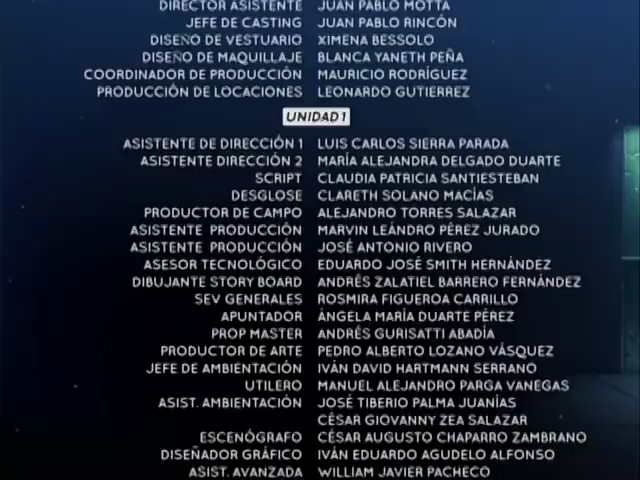 DIRECTOR ASISTENTE JUAN PABLO MOTTA
JEFE DE CASTING JUAN PABLO RINCÓN
DISEÑO DE VESTUARIO XIMENA BESSOLO
DISEÑO DE MAQUILLAJE BLANCA YANETH PEÑA
COORDINADOR DE PRODUCCIÓN MAURICIO RODRÍGUEZ
PRODUCCIÓN DE LOCACIONES LEONARDO GUTIERREZ
UNIDAD 1
ASISTENTE DE DIRECCIÓN 1 LUIS CARLOS SIERRA PARADA
ASISTENTE DIRECCIÓN 2 MARÍA ALEJANDRA DELGADO DUARTE
SCRIPT CLAUDIA PATRICIA SANTIESTEBAN
DESGLOSE CLARETH SOLANO MACÍAS
PRODUCTOR DE CAMPO ALEJANDRO TORRES SALAZAR
ASISTENTE PRODUCCIÓN MARVIN LEÁNDRO PÉREZ JURADO
ASISTENTE PRODUCCIÓN JOSÉ ANTONIO RIVERO
ASESOR TECNOLÓGICO EDUARDO JOSÉ SMITH HERNÁNDEZ
DIBUJANTE STORY BOARD ANDRÉS ZALATIEL BARRERO FERNÁNDEZ
SEV GENERALES ROSMIRA FIGUEROA CARRILLO
APUNTADOR ÁNGELA MARÍA DUARTE PÉREZ
PROP MASTER ANDRÉS GURISATTI ABADÍA
PRODUCTOR DE ARTE PEDRO ALBERTO LOZANO VÁSQUEZ
JEFE DE AMBIENTACIÓN IVÁN DAVID HARTMANN SERRANO
UTILERO MANUEL ALEJANDRO PARGA VANEGAS
ASIST. AMBIENTACIÓN JOSÉ TIBERIO PALMA JUANÍAS
CÉSAR GIOVANNY ZEA SALAZAR
ESCENÓGRAFO CÉSAR AUGUSTO CHAPARRO ZAMBRANO
DISEÑADOR GRÁFICO IVÁN EDUARDO AGUDELO ALFONSO
ASIST. AVANZADA WILLIAM JAVIER PACHECO